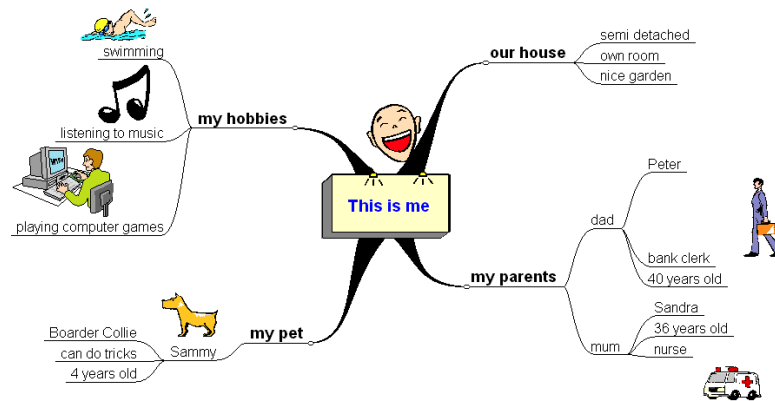 This is me
my hobbies
swimming
listening to music
playing computer games
our house
semi detached
own room
nice garden
my parents
dad
Peter
bank clerk
40 years old
mum
Sandra
36 years old
nurse
my pet
Sammy
Boarder Collie
can do tricks
4 years old